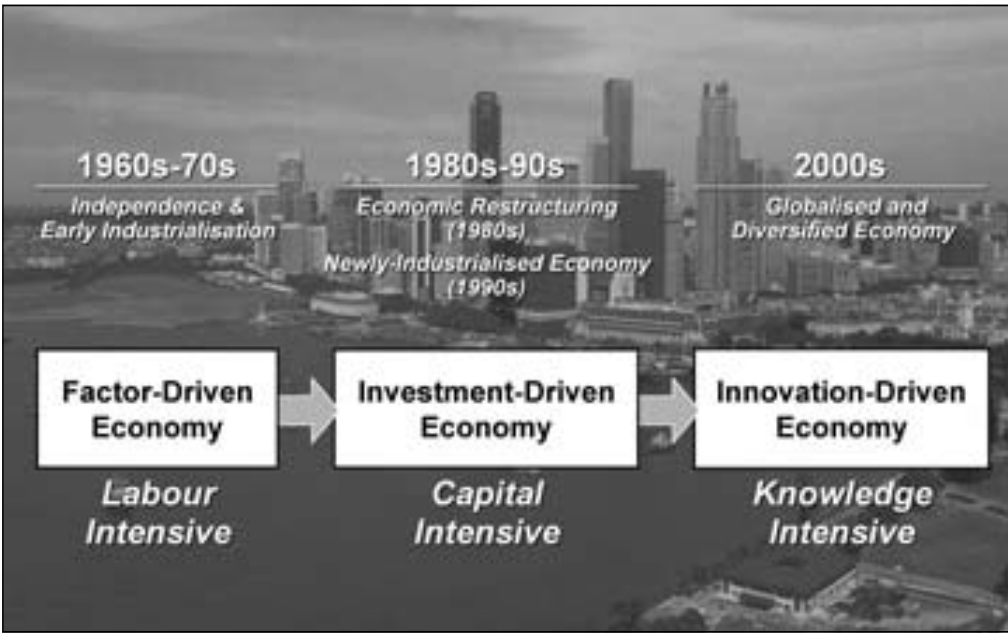 1960s-70s
Independence &
Early Industrialisation
1980s-90s
Economic Restructuring
(1980s)
Newly-Industrialised Economy
(1990s)
2000s
Globalised and
Diversified Economy
Factor-Driven
Economy
Investment-Driven
Economy
Innovation-Driven
Economy
Labour
Intensive
Capital
Intensive
Knowledge
Intensive